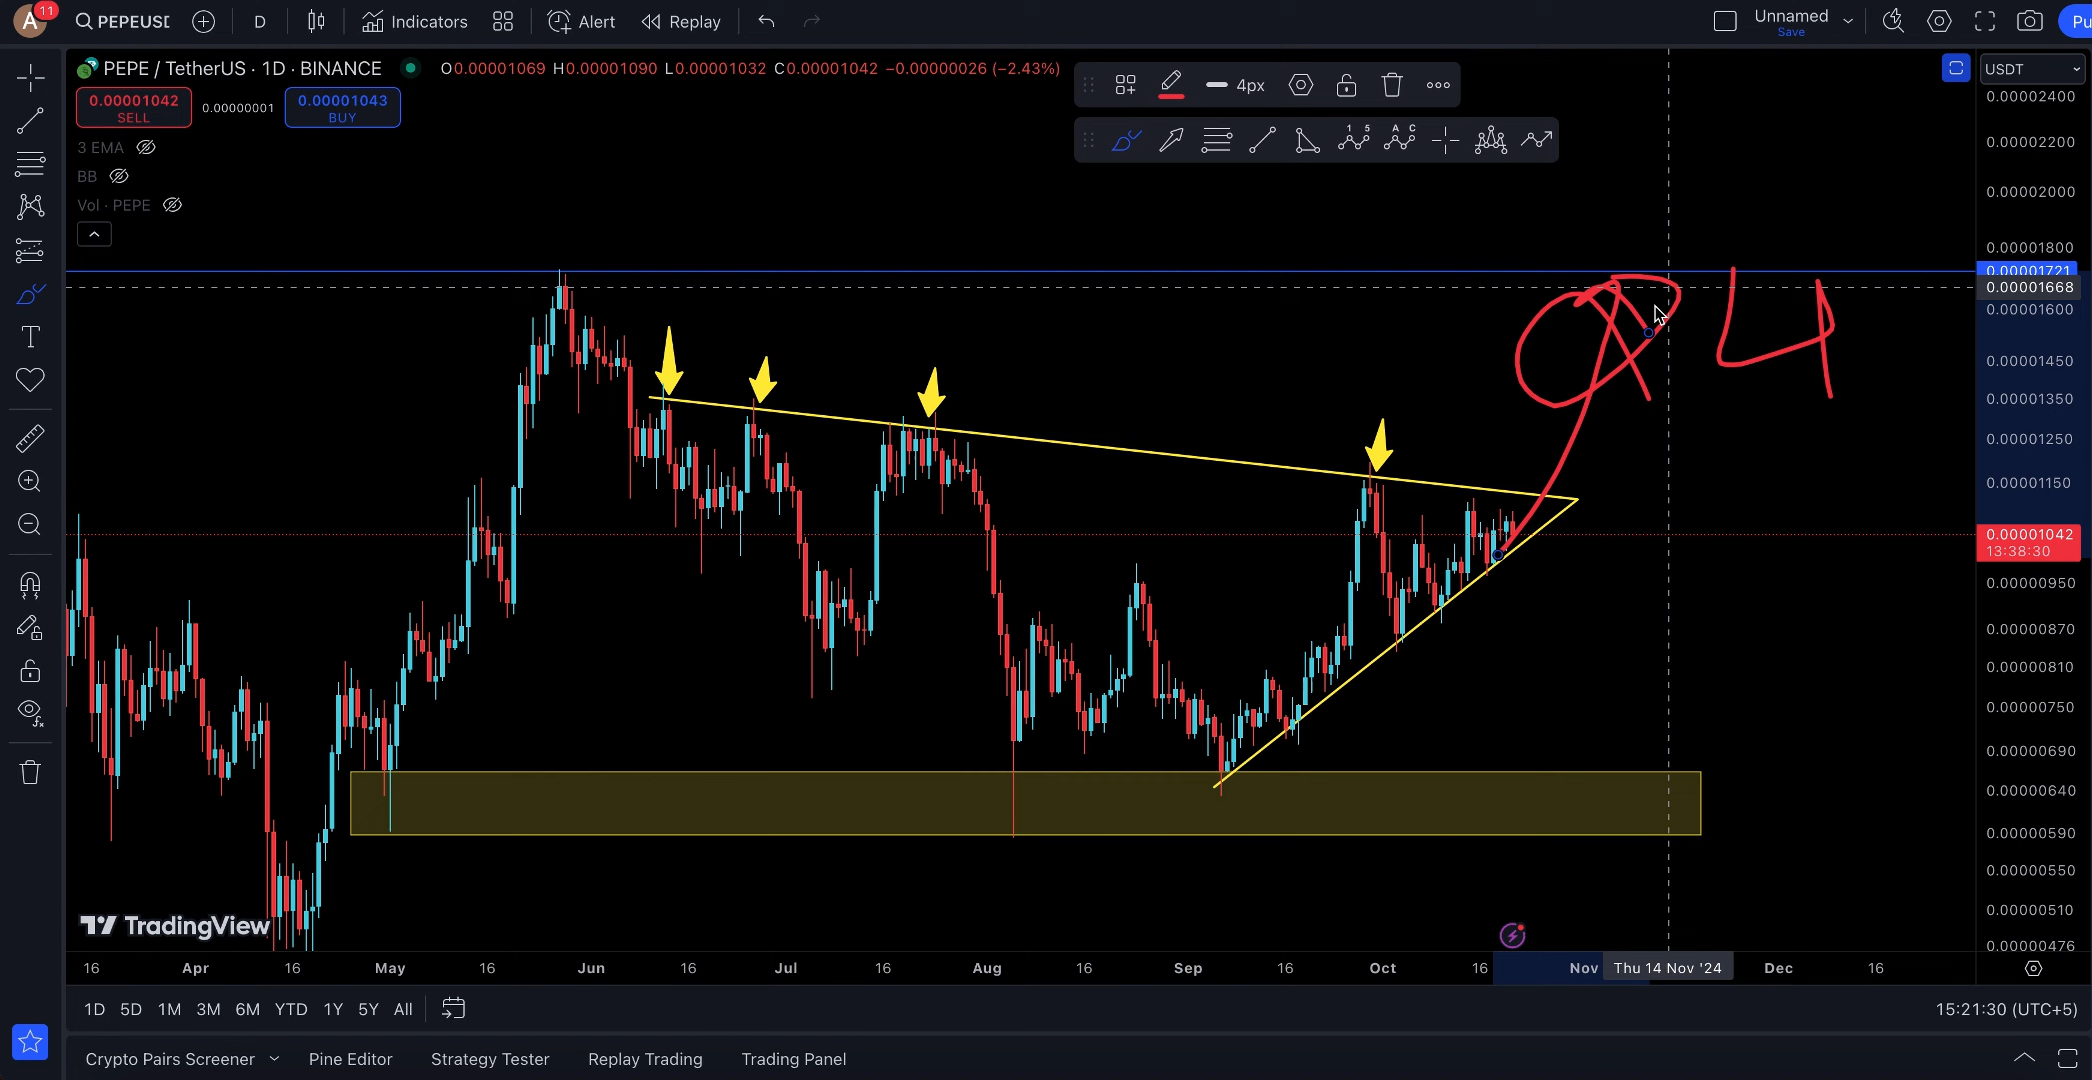 A 11 PEPEUSD + D Indicators Alert Replay Unnamed Save Pu
PEPE / TetherUS · 1D · BINANCE O0.00001069 H0.00001090 L0.00001032 C0.00001042 −0.00000026 (−2.43%) USDT
4px
0.00001042 SELL 0.00000001 0.00001043 BUY
3 EMA
BB
Vol · PEPE
1 5 A C
4
0.00002400
0.00002200
0.00002000
0.00001800
0.00001721
0.00001668
0.00001600
0.00001450
0.00001350
0.00001250
0.00001150
0.00001042
13:38:30
0.00000950
0.00000870
0.00000810
0.00000750
0.00000690
0.00000640
0.00000590
0.00000550
0.00000510
0.00000476
TradingView
16 Apr 16 May 16 Jun 16 Jul 16 Aug 16 Sep 16 Oct 16 Nov Thu 14 Nov '24 Dec 16
1D 5D 1M 3M 6M YTD 1Y 5Y All 15:21:30 (UTC+5)
Crypto Pairs Screener Pine Editor Strategy Tester Replay Trading Trading Panel